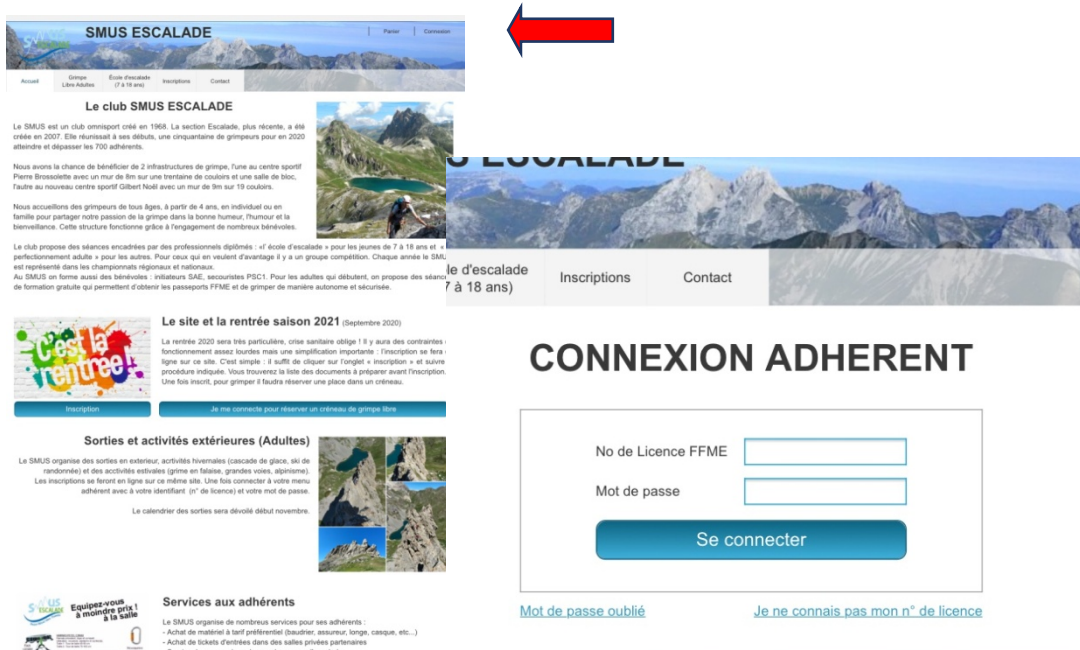 SMUS ESCALADE
Panier
Connexion
Accueil
Grimpe
Libre Adultes
École d'escalade
(7 à 18 ans)
Inscriptions
Contact
Le club SMUS ESCALADE
Le SMUS est un club omnisport créé en 1968. La section Escalade, plus récente, a été
créée en 2007. Elle réunissait à ses débuts, une cinquantaine de grimpeurs pour en 2020
atteindre et dépasser les 700 adhérents.
Nous avons la chance de bénéficier de 2 infrastructures de grimpe, l'une au centre sportif
Pierre Brossolette avec un mur de 8m sur une trentaine de couloirs et une salle de bloc,
l'autre au nouveau centre sportif Gilbert Noël avec un mur de 9m sur 19 couloirs.
Nous accueillons des grimpeurs de tous âges, à partir de 4 ans, en individuel ou en
famille pour partager notre passion de la grimpe dans la bonne humeur, l'humour et la
bienveillance. Cette structure fonctionne grâce à l'engagement de nombreux bénévoles.
Le club propose des séances encadrées par des professionnels diplômés : «l' école d'escalade » pour les jeunes de 7 à 18 ans et «
perfectionnement adulte » pour les autres. Pour ceux qui en veulent d'avantage il y a un groupe compétition. Chaque année le SMU
est représenté dans les championnats régionaux et nationaux.
Au SMUS on forme aussi des bénévoles : initiateurs SAE, secouristes PSC1. Pour les adultes qui débutent, on propose des séanc
de formation gratuite qui permettent d'obtenir les passeports FFME et de grimper de manière autonome et sécurisée.
C'est la
rentrée!
Le site et la rentrée saison 2021 (Septembre 2020)
La rentrée 2020 sera très particulière, crise sanitaire oblige ! Il y aura des contraintes
fonctionnement assez lourdes mais une simplification importante : l'inscription se fera
ligne sur ce site. C'est simple : il suffit de cliquer sur l'onglet « inscription » et suivre
procédure indiquée. Vous trouverez la liste des documents à préparer avant l'inscription.
Une fois inscrit, pour grimper il faudra réserver une place dans un créneau.
Inscription
Je me connecte pour réserver un créneau de grimpe libre
Sorties et activités extérieures (Adultes)
Le SMUS organise des sorties en exterieur, acrtivités hivernales (cascade de glace, ski de
randonnée) et des acctivités estivales (grime en falaise, grandes voies, alpinisme).
Les inscriptions se feront en ligne sur ce même site. Une fois connecter à votre menu
adhérent avec à votre identifiant (n° de licence) et votre mot de passe.
Le calendrier des sorties sera dévoilé début novembre.
Equipez-vous
à moindre prix !
à la salle
Services aux adhérents
Le SMUS organise de nombreus services pour ses adhérents :
- Achat de matériel à tarif préférentiel (baudrier, assureur, longe, casque, etc...)
- Achat de tickets d'entrées dans des salles privées partenaires
S ESCALADE
le d'escalade
7 à 18 ans)
Inscriptions
Contact
CONNEXION ADHERENT
No de Licence FFME
Mot de passe
Se connecter
Mot de passe oublié
Je ne connais pas mon n° de licence